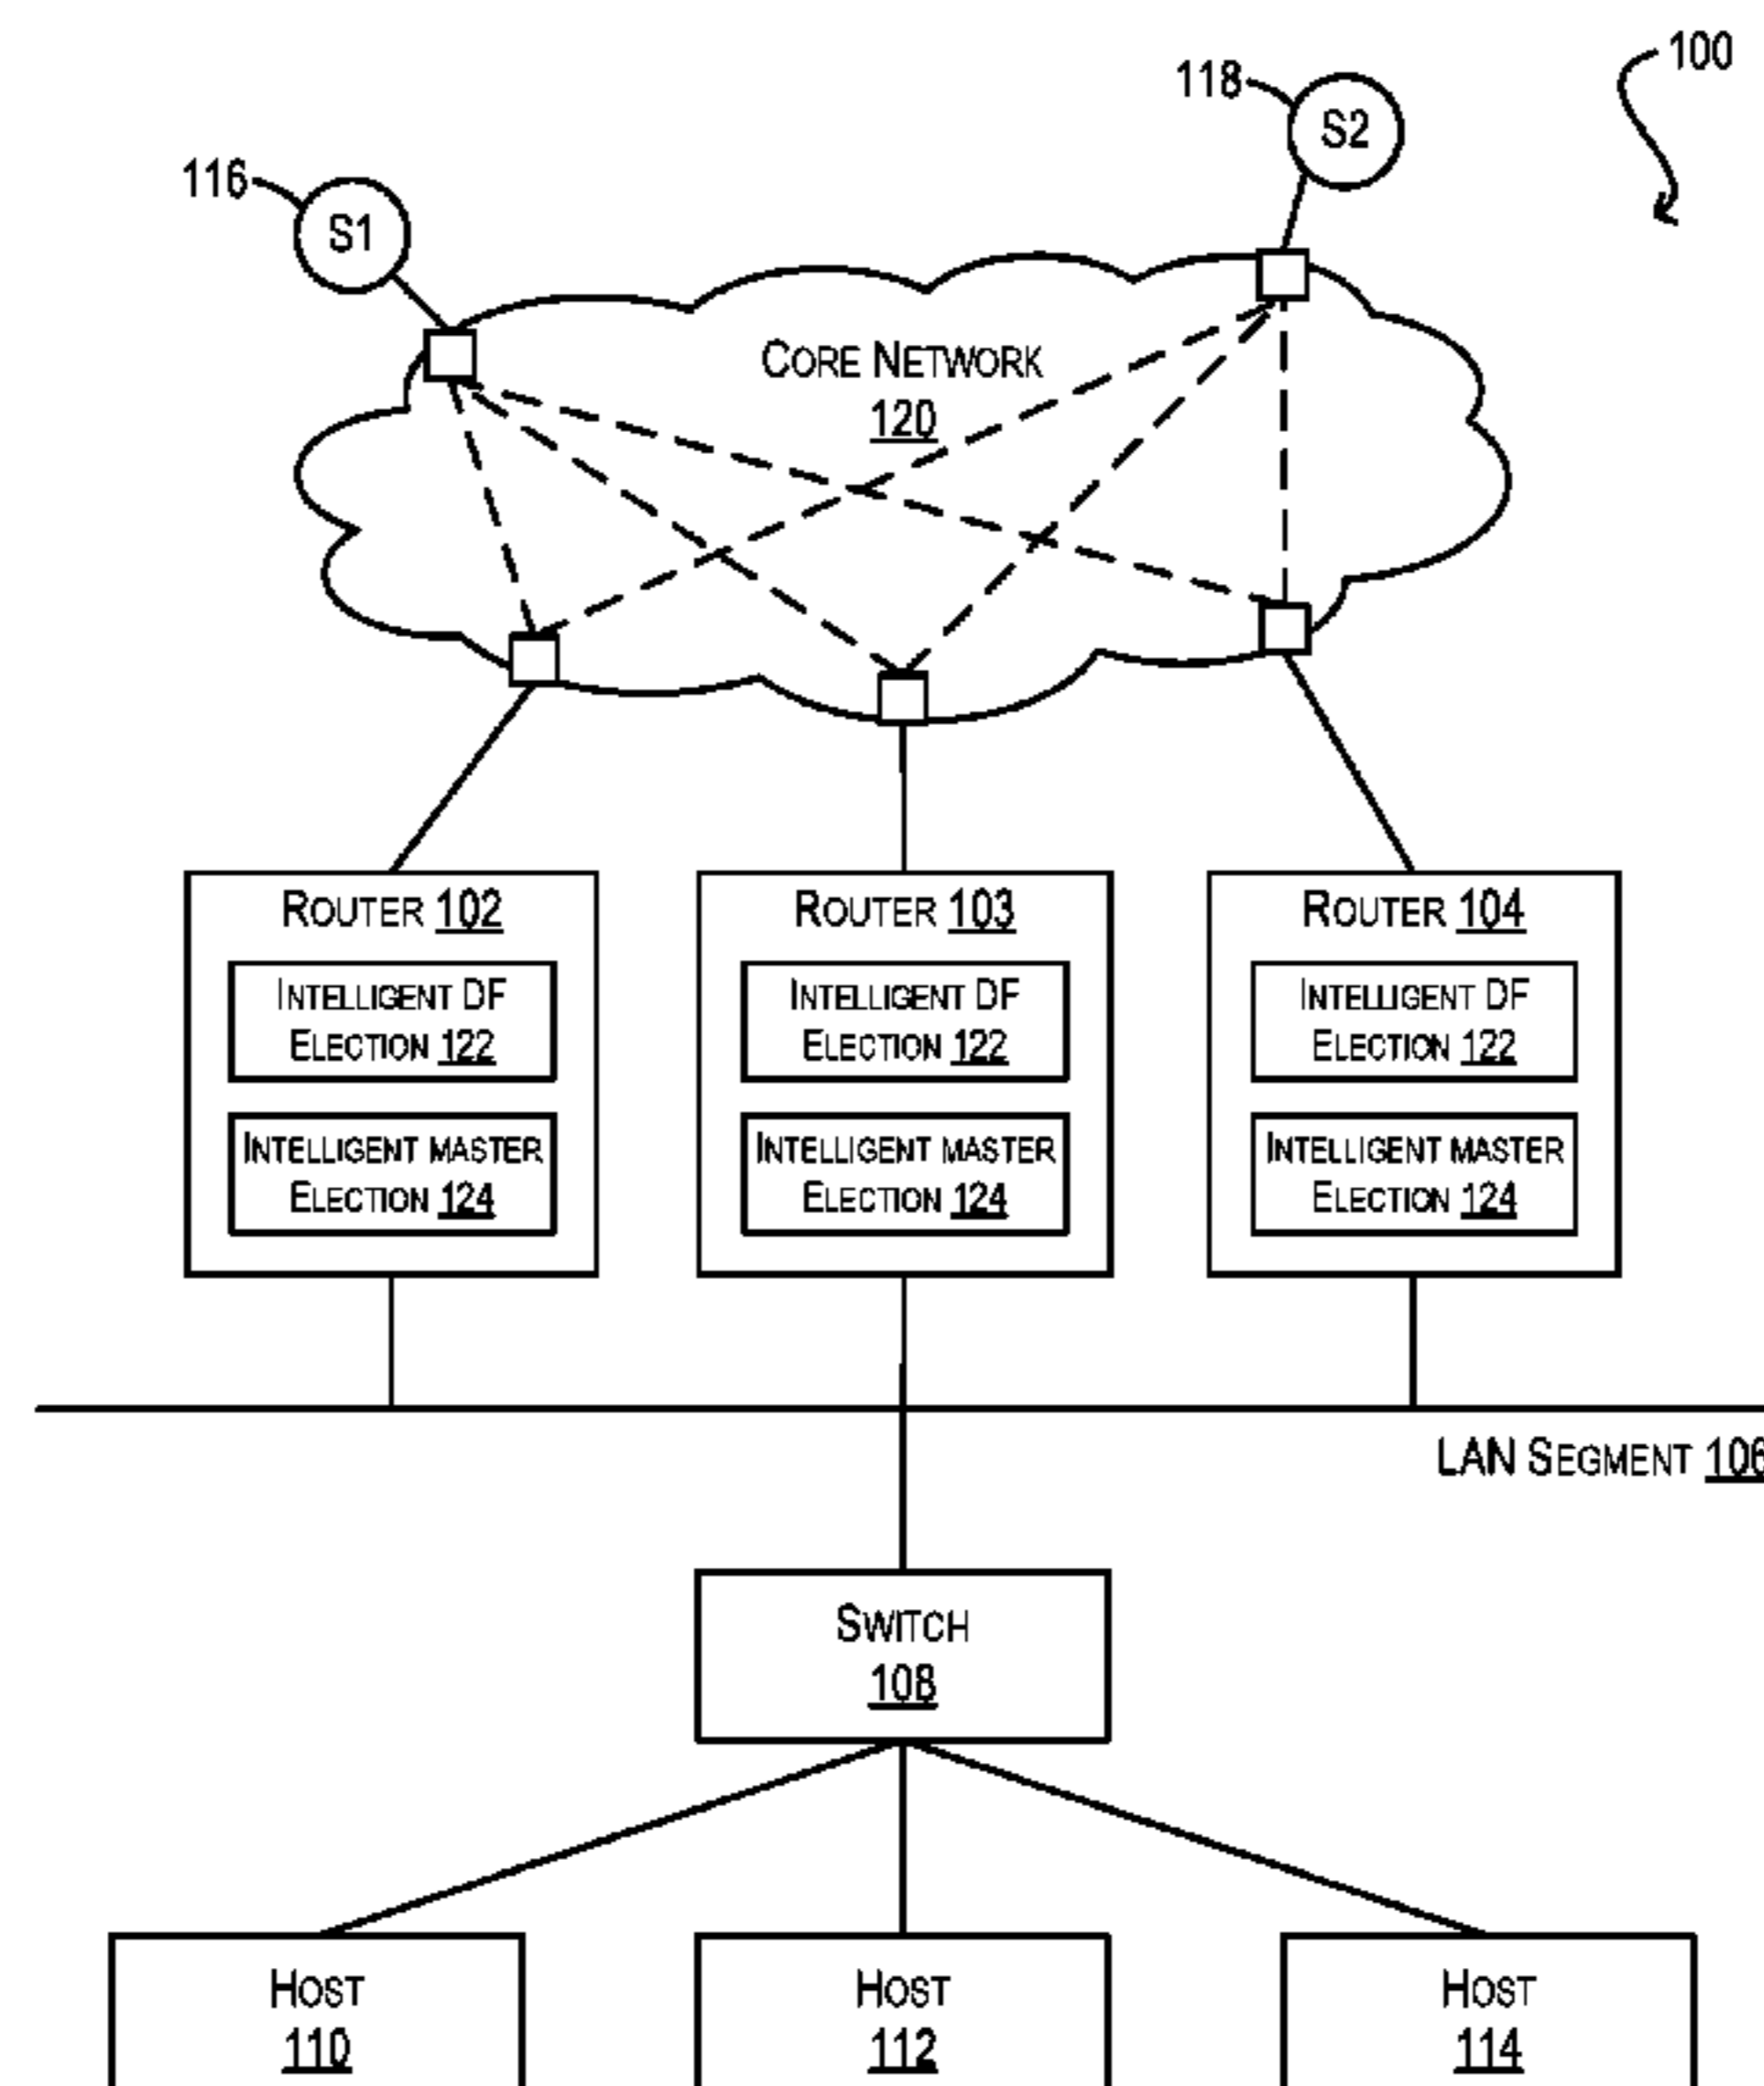 100
118
S2
116
S1
CORE NETWORK
120
ROUTER 102
INTELLIGENT DF
ELECTION 122
INTELLIGENT MASTER
ELECTION 124
ROUTER 103
INTELLIGENT DF
ELECTION 122
INTELLIGENT MASTER
ELECTION 124
ROUTER 104
INTELLIGENT DF
ELECTION 122
INTELLIGENT MASTER
ELECTION 124
LAN SEGMENT 106
SWITCH
108
HOST
110
HOST
112
HOST
114